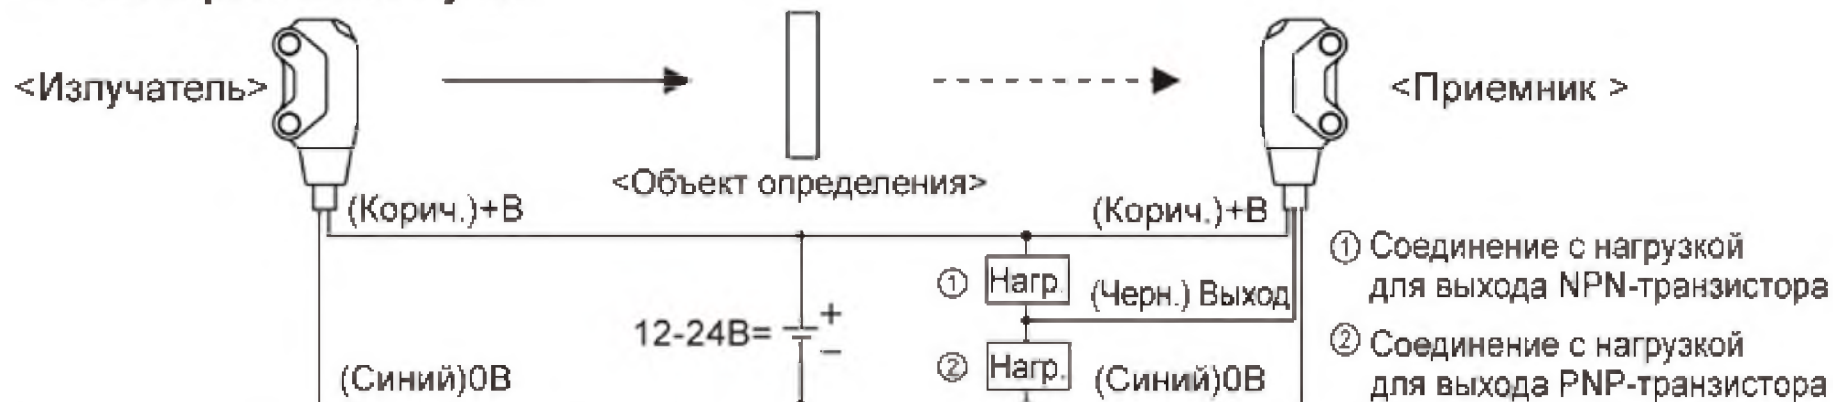 <Излучатель>
<Приемник >
<Объект определения>
(Корич.)+В
(Корич.)+В
① Соединение с нагрузкой
для выхода NPN-транзистора
① Нагр.
(Черн.) Выход
12-24В= + −
② Соединение с нагрузкой
для выхода PNP-транзистора
② Нагр.
(Синий)0В
(Синий)0В